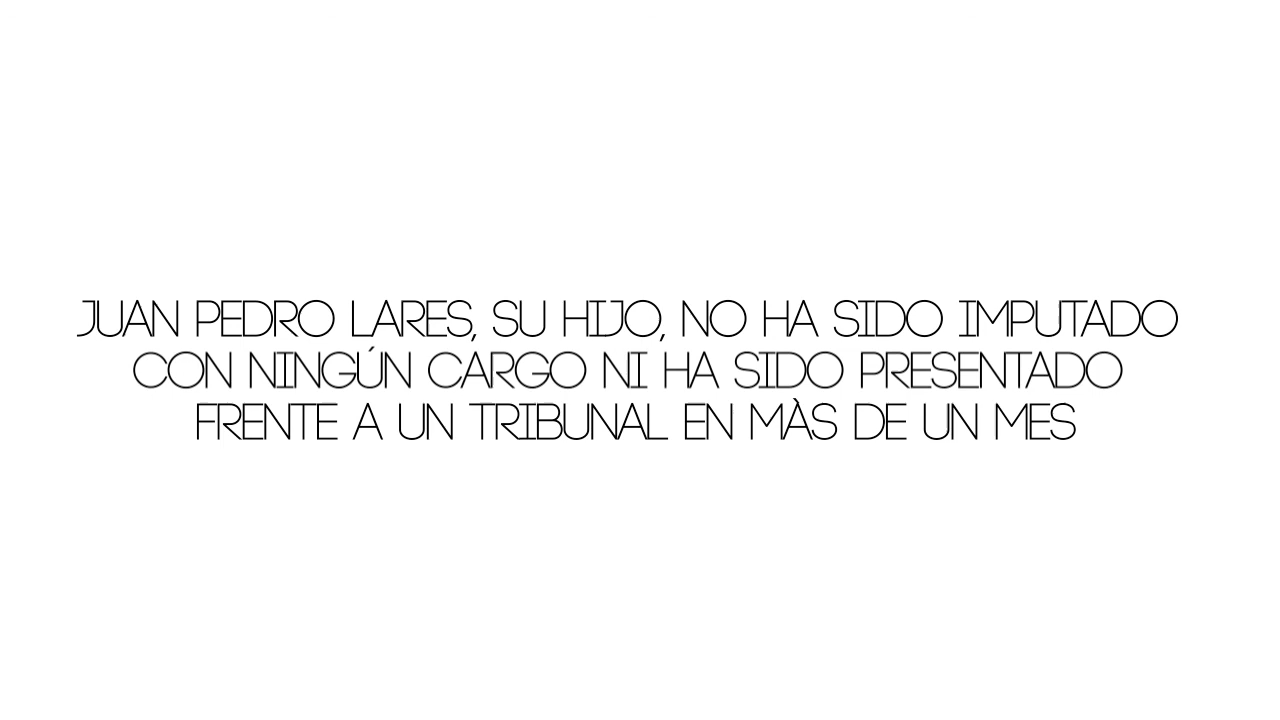 JUAN PEDRO LARES, SU HIJO, NO HA SIDO IMPUTADO
CON NINGÚN CARGO NI HA SIDO PRESENTADO
FRENTE A UN TRIBUNAL EN MÀS DE UN MES